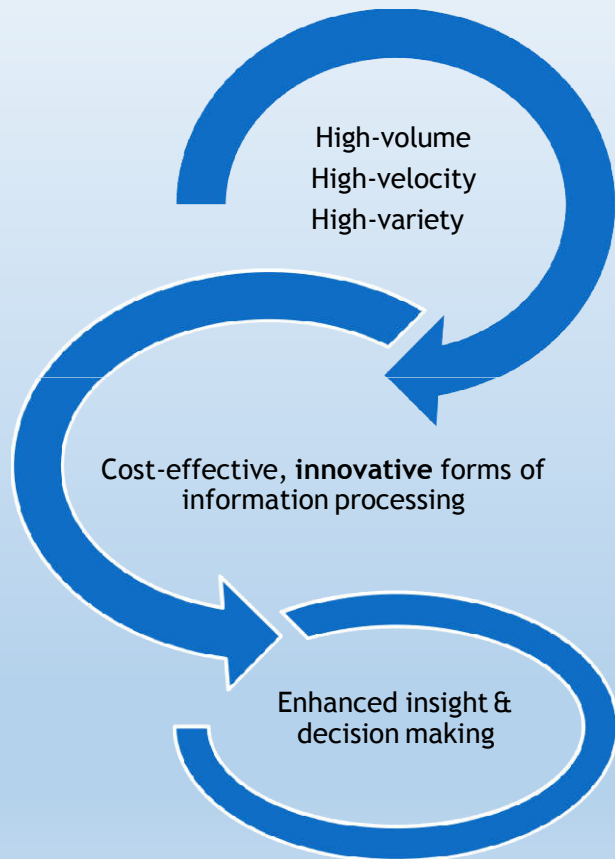 High-volume
High-velocity
High-variety
Cost-effective, innovative forms of
information processing
Enhanced insight &
decision making